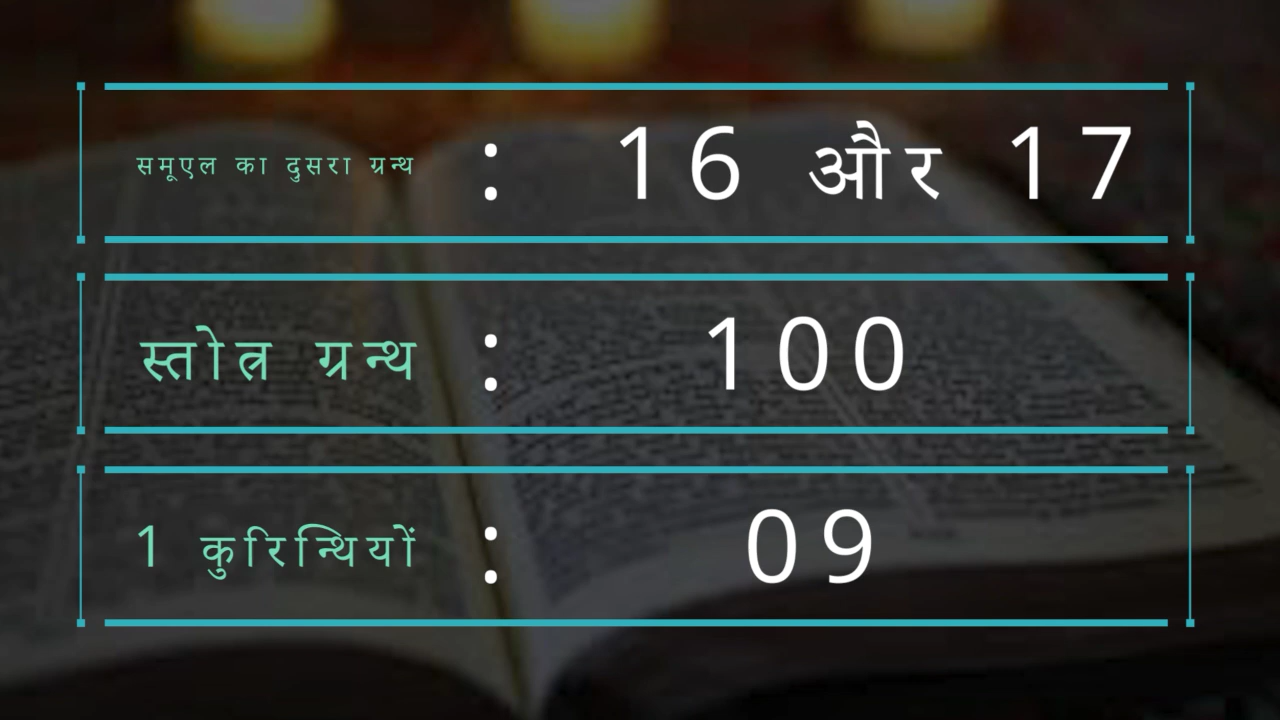 समूएल का दुसरा ग्रन्थ : 16 और 17
स्तोत्र ग्रन्थ : 100
1 कुरिन्थियों : 09